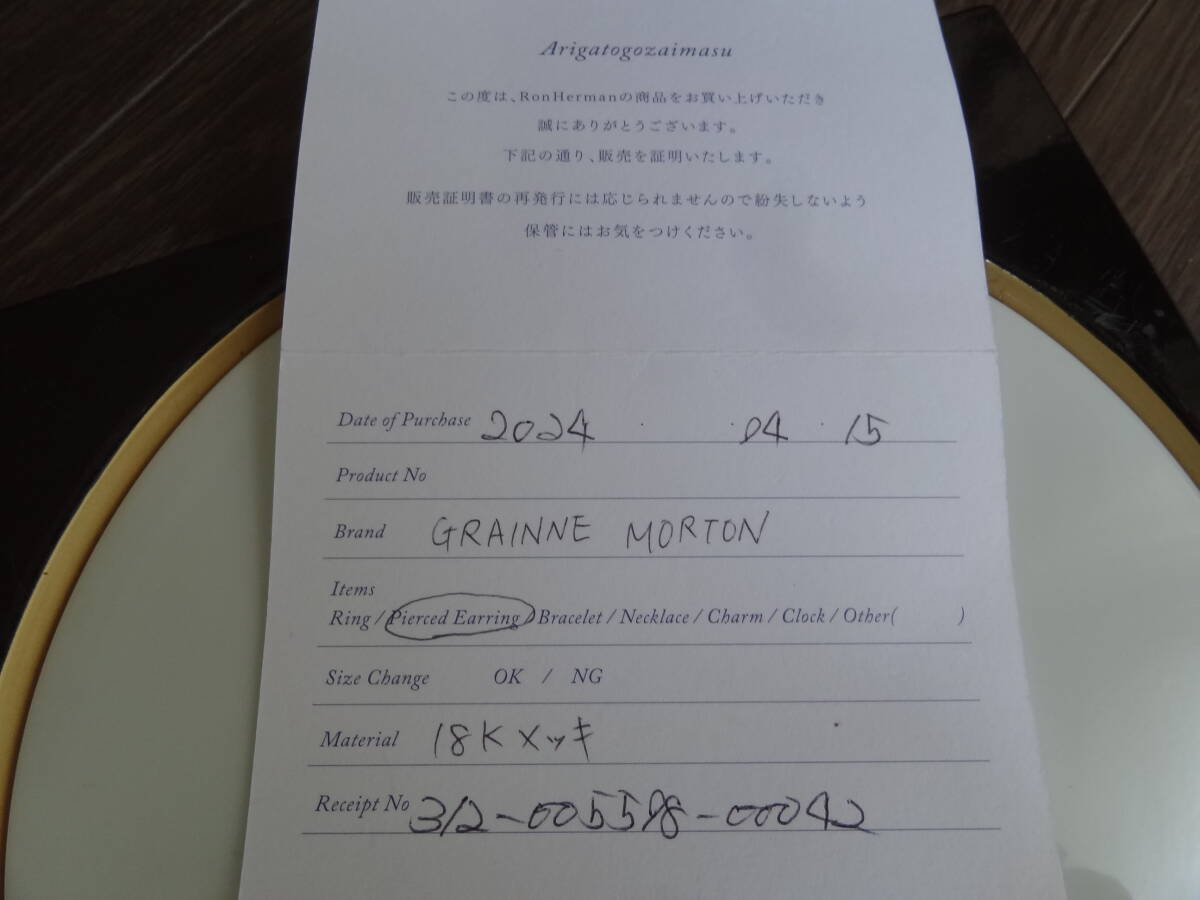 Arigatogozaimasu
この度は、RonHermanの商品をお買い上げいただき
誠にありがとうございます。
下記の通り、販売を証明いたします。
販売証明書の再発行には応じられませんので紛失しないよう
保管にはお気をつけください。
Date of Purchase 2024 . 04 . 15
Product No
Brand GRAINNE MORTON
Items
Ring / Pierced Earring / Bracelet / Necklace / Charm / Clock / Other( )
Size Change OK / NG
Material 18K メッキ
Receipt No 312-005598-00042